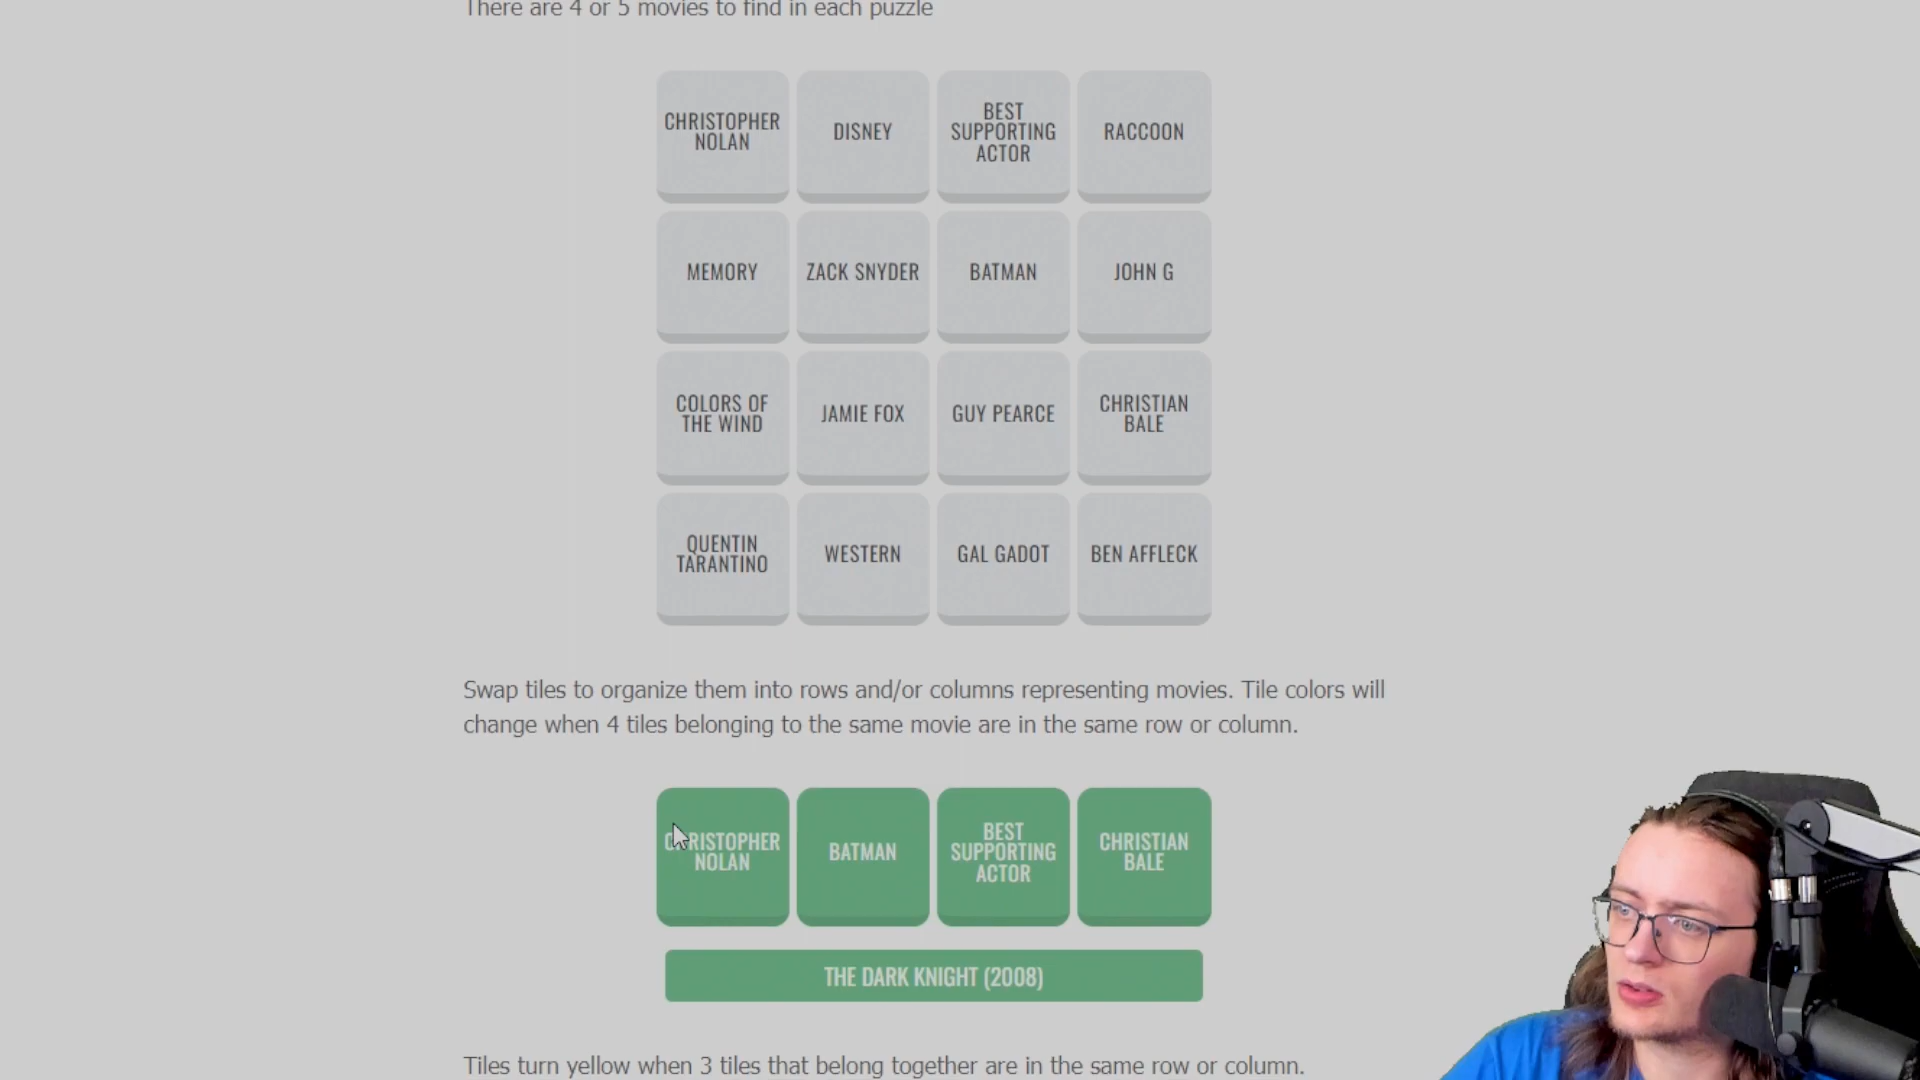 There are 4 or 5 movies to find in each puzzle
CHRISTOPHER
NOLAN
DISNEY
BEST
SUPPORTING
ACTOR
RACCOON
MEMORY
ZACK SNYDER
BATMAN
JOHN G
COLORS OF
THE WIND
JAMIE FOX
GUY PEARCE
CHRISTIAN
BALE
QUENTIN
TARANTINO
WESTERN
GAL GADOT
BEN AFFLECK
Swap tiles to organize them into rows and/or columns representing movies. Tile colors will
change when 4 tiles belonging to the same movie are in the same row or column.
CHRISTOPHER
NOLAN
BATMAN
BEST
SUPPORTING
ACTOR
CHRISTIAN
BALE
THE DARK KNIGHT (2008)
Tiles turn yellow when 3 tiles that belong together are in the same row or column.